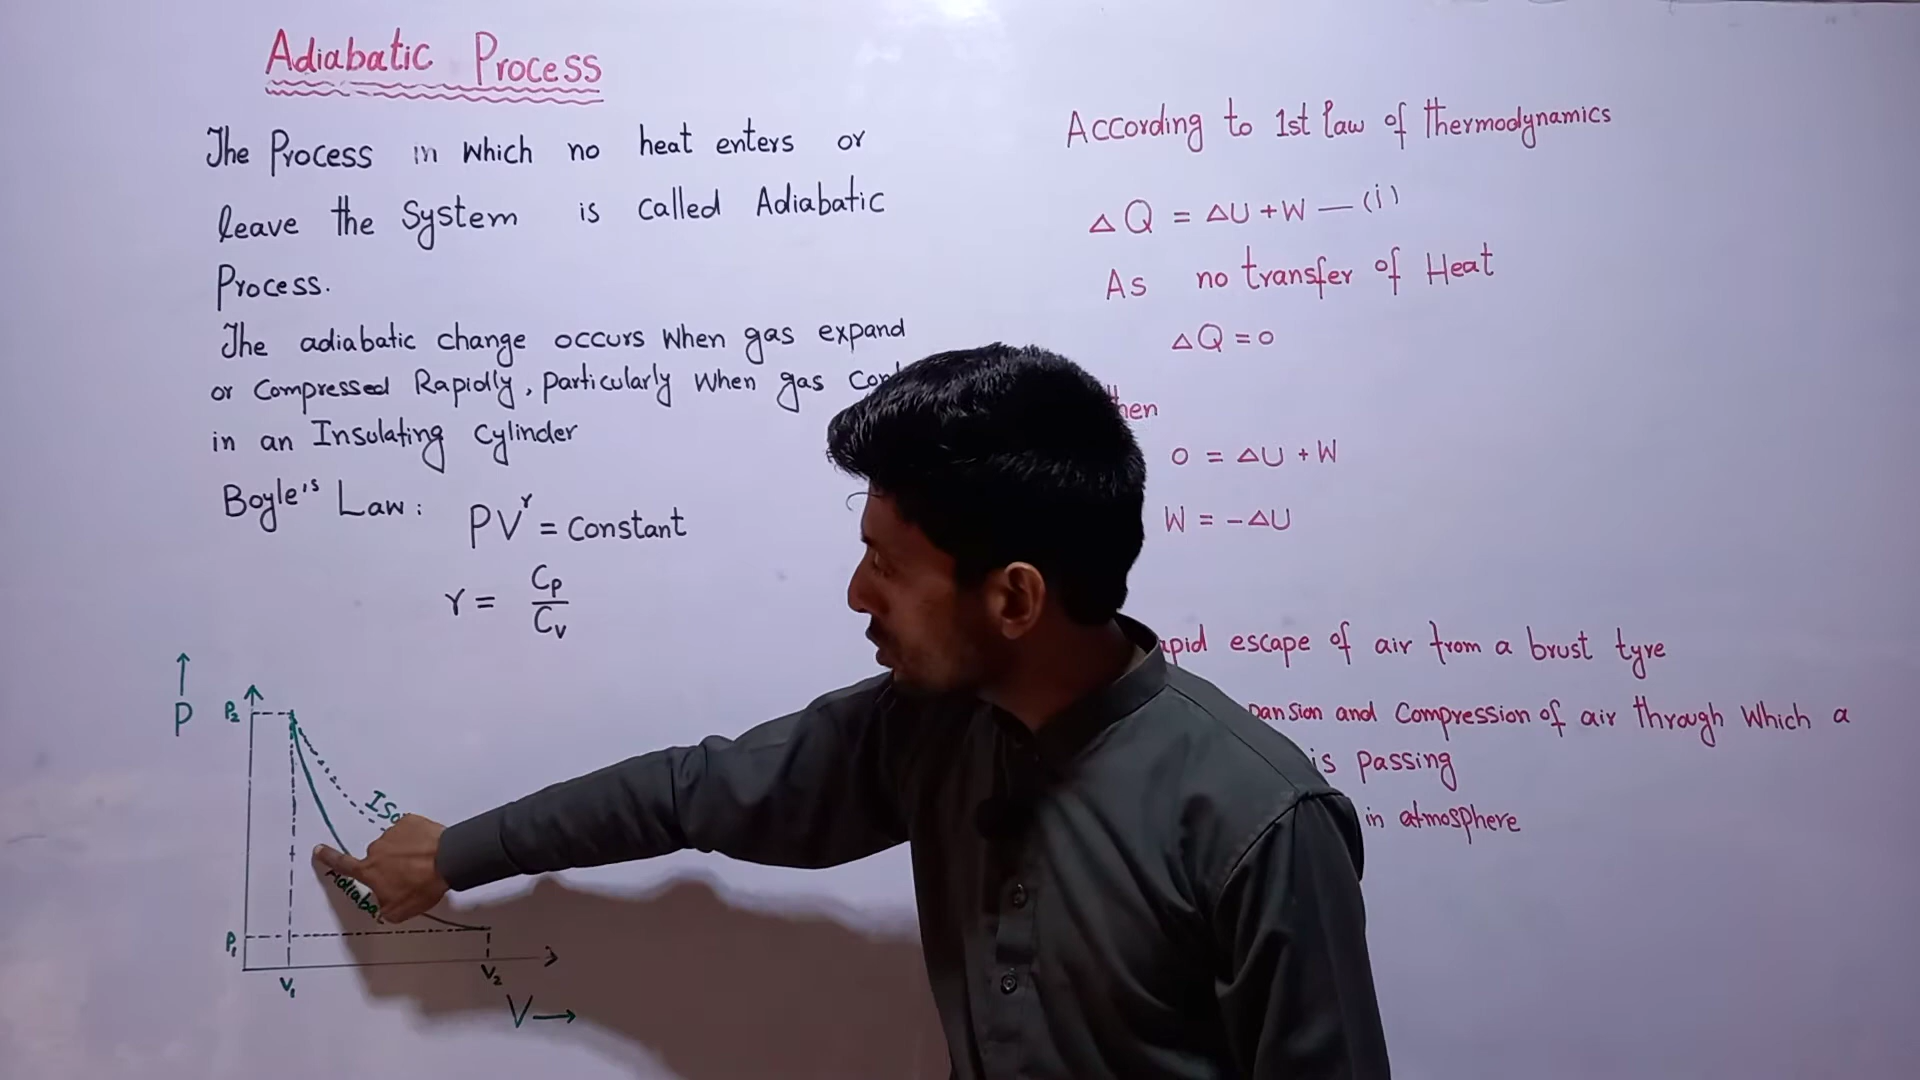 Adiabatic Process
The Process in which no heat enters or
leave the System is called Adiabatic
Process.
The adiabatic change occurs when gas expand
or Compressed Rapidly, particularly when gas
in an Insulating Cylinder
Boyle's Law: PVᵞ = Constant
γ = Cp/Cv
P
P₂
P₁
V₁
V₂
V
According to 1st law of thermodynamics
ΔQ = ΔU + W — (i)
As no transfer of Heat
ΔQ = 0
0 = ΔU + W
W = -ΔU
escape of air from a brust tyre
and Compression of air through which a
is passing
in atmosphere